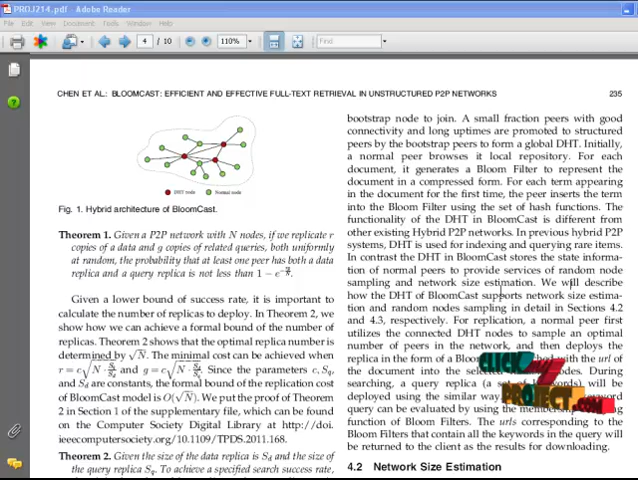 PROJ214.pdf - Adobe Reader
File Edit View Document Tools Window Help
4 / 10 110% Find
CHEN ET AL.: BLOOMCAST: EFFICIENT AND EFFECTIVE FULL-TEXT RETRIEVAL IN UNSTRUCTURED P2P NETWORKS 235
DHT node Normal node
Fig. 1. Hybrid architecture of BloomCast.
Theorem 1. Given a P2P network with N nodes, if we replicate r
copies of a data and g copies of related queries, both uniformly
at random, the probability that at least one peer has both a data
replica and a query replica is not less than
Given a lower bound of success rate, it is important to
calculate the number of replicas to deploy. In Theorem 2, we
show how we can achieve a formal bound of the number of
replicas. Theorem 2 shows that the optimal replica number is
determined by √N. The minimal cost can be achieved when
r = c√N · and g = c√N · . Since the parameters c, Sq,
and Sd are constants, the formal bound of the replication cost
of BloomCast model is O(√N). We put the proof of Theorem
2 in Section 1 of the supplementary file, which can be found
on the Computer Society Digital Library at http://doi.
ieeecomputersociety.org/10.1109/TPDS.2011.168.
Theorem 2. Given the size of the data replica is Sd and the size of
the query replica Sq. To achieve a specified search success rate,
bootstrap node to join. A small fraction peers with good
connectivity and long uptimes are promoted to structured
peers by the bootstrap peers to form a global DHT. Initially,
a normal peer browses it local repository. For each
document, it generates a Bloom Filter to represent the
document in a compressed form. For each term appearing
in the document for the first time, the peer inserts the term
into the Bloom Filter using the set of hash functions. The
functionality of the DHT in BloomCast is different from
other existing Hybrid P2P networks. In previous hybrid P2P
systems, DHT is used for indexing and querying rare items.
In contrast the DHT in BloomCast stores the state informa-
tion of normal peers to provide services of random node
sampling and network size estimation. We will describe
how the DHT of BloomCast supports network size estima-
tion and random nodes sampling in detail in Sections 4.2
and 4.3, respectively. For replication, a normal peer first
utilizes the connected DHT nodes to sample an optimal
number of peers in the network, and then deploys the
replica in the form of a Bloom with the url of
the document into the selected nodes. During
searching, a query replica (a set of words) will be
deployed using the similar way
query can be evaluated by using the
function of Bloom Filters. The urls corresponding to the
Bloom Filters that contain all the keywords in the query will
be returned to the client as the results for downloading.
4.2 Network Size Estimation
CLICK MY
PROJECT.COM